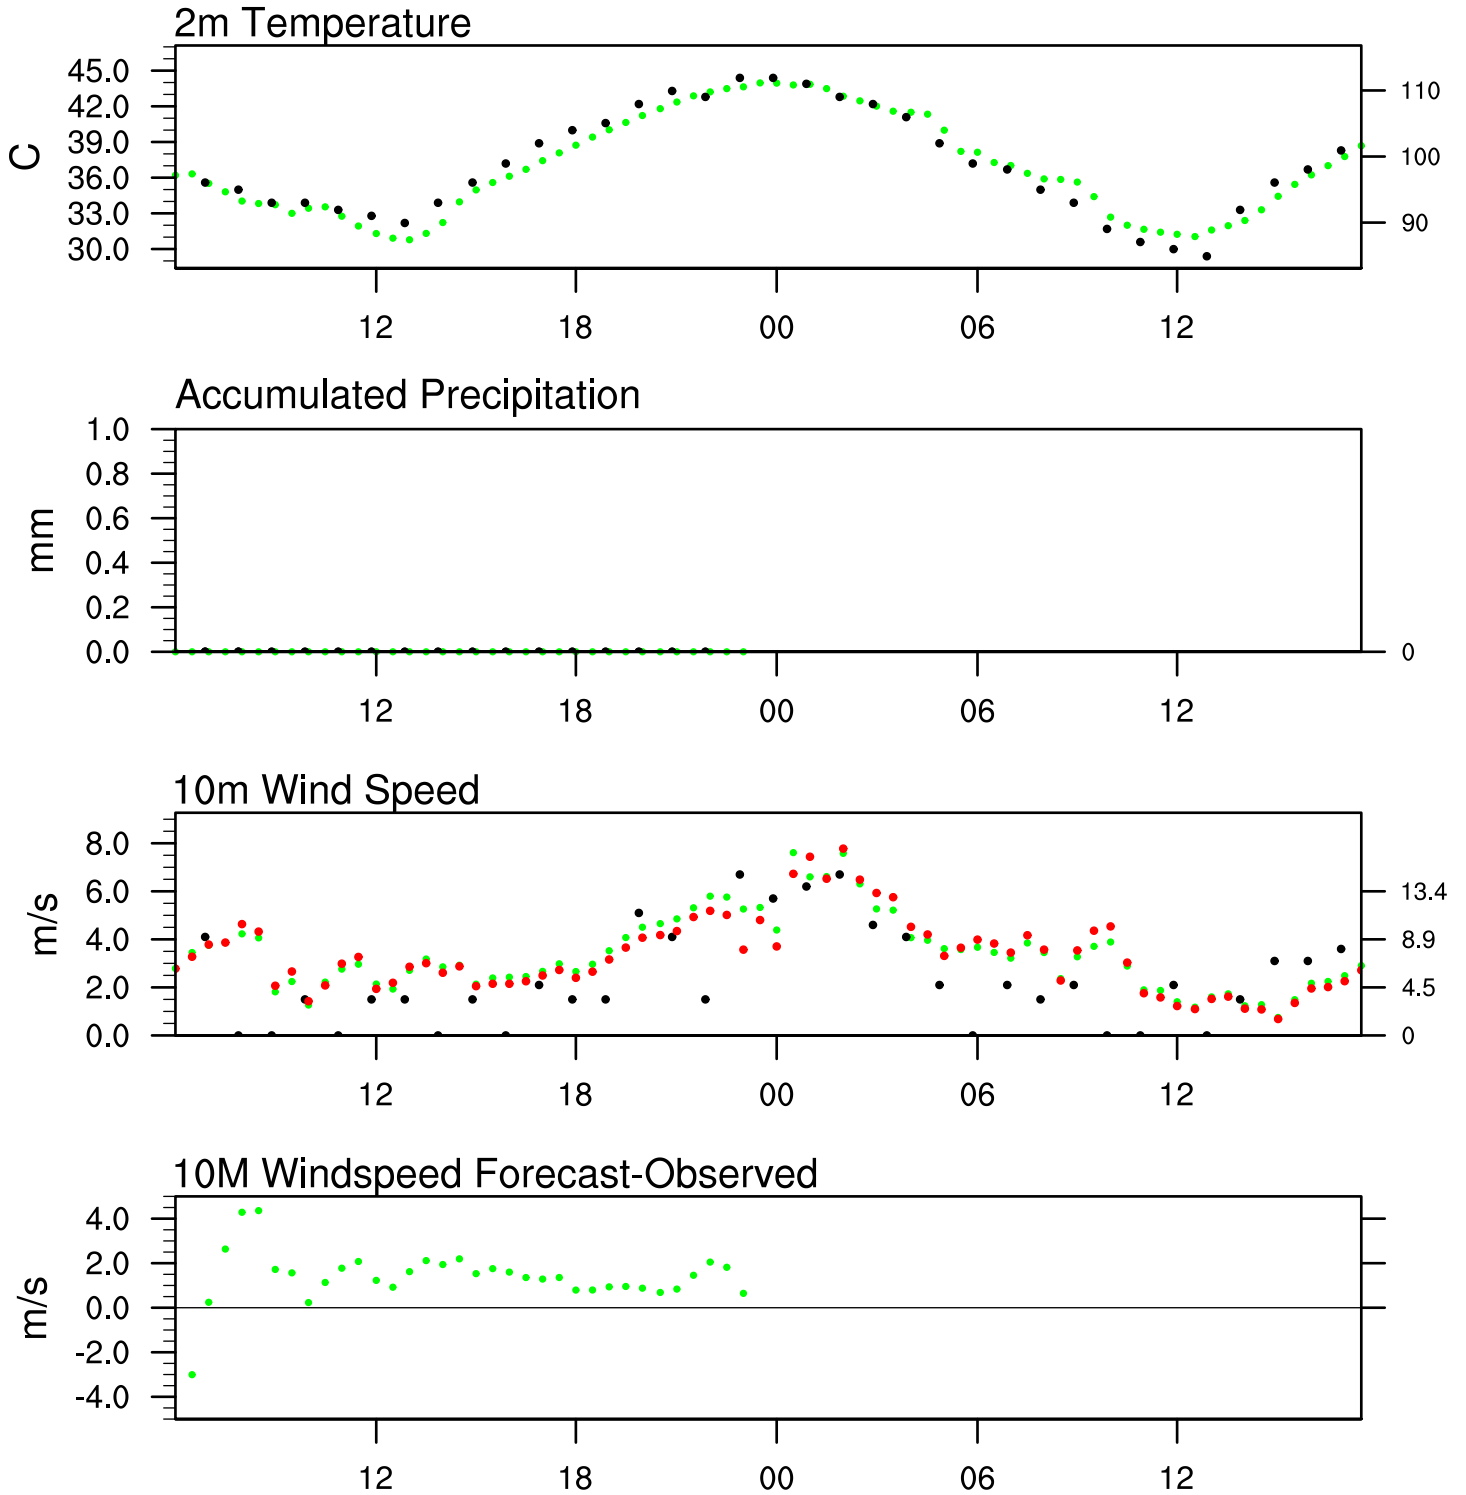 2m Temperature
45.0
42.0
39.0
36.0
33.0
30.0
C
110
100
90
12 18 00 06 12
Accumulated Precipitation
1.0
0.8
0.6
0.4
0.2
0.0
mm
0
12 18 00 06 12
10m Wind Speed
8.0
6.0
4.0
2.0
0.0
m/s
13.4
8.9
4.5
0
12 18 00 06 12
10M Windspeed Forecast-Observed
4.0
2.0
0.0
-2.0
-4.0
m/s
12 18 00 06 12